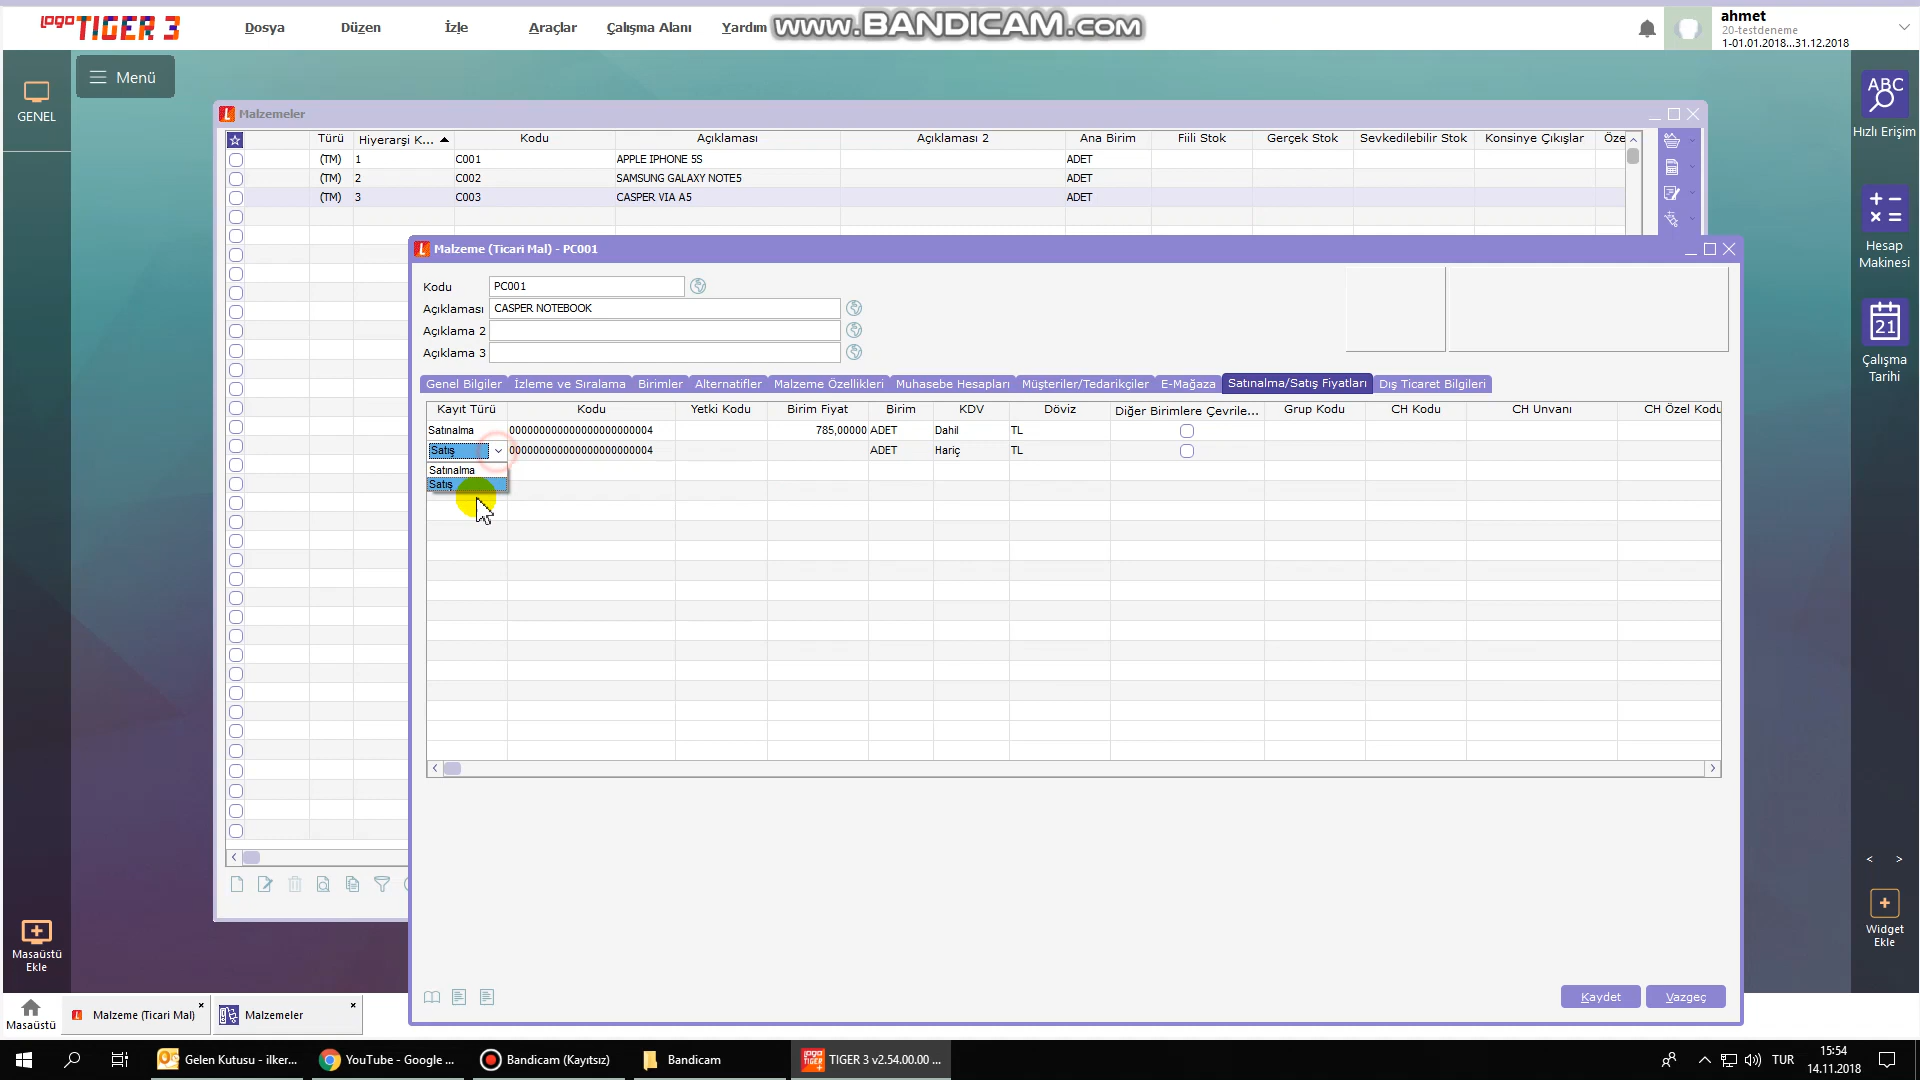 LOGO TIGER 3
Dosya Düzen İzle Araçlar Çalışma Alanı Yardım
www.BANDICAM.com
ahmet
20-testdeneme
1-01.01.2018...31.12.2018
Menü
GENEL
ABC
Hızlı Erişim
Hesap
Makinesi
21
Çalışma
Tarihi
< >
Widget
Ekle
Malzemeler
Türü Hiyerarşi K... Kodu Açıklaması Açıklaması 2 Ana Birim Fiili Stok Gerçek Stok Sevkedilebilir Stok Konsinye Çıkışlar Öze
(TM) 1 C001 APPLE IPHONE 5S ADET
(TM) 2 C002 SAMSUNG GALAXY NOTE5 ADET
(TM) 3 C003 CASPER VIA A5 ADET
Malzeme (Ticari Mal) - PC001
Kodu PC001
Açıklaması CASPER NOTEBOOK
Açıklama 2
Açıklama 3
Genel Bilgiler İzleme ve Sıralama Birimler Alternatifler Malzeme Özellikleri Muhasebe Hesapları Müşteriler/Tedarikçiler E-Mağaza Satınalma/Satış Fiyatları Dış Ticaret Bilgileri
Kayıt Türü Kodu Yetki Kodu Birim Fiyat Birim KDV Döviz Diğer Birimlere Çevrile... Grup Kodu CH Kodu CH Unvanı CH Özel Kodu
Satınalma 000000000000000000000004 785,00000 ADET Dahil TL
Satış 000000000000000000000004 ADET Hariç TL
Satınalma
Satış
Kaydet Vazgeç
Masaüstü
Ekle
Masaüstü Malzeme (Ticari Mal) Malzemeler
Gelen Kutusu - ilker... YouTube - Google ... Bandicam (Kayıtsız) Bandicam TIGER 3 v2.54.00.00 ... TUR
15:54
14.11.2018